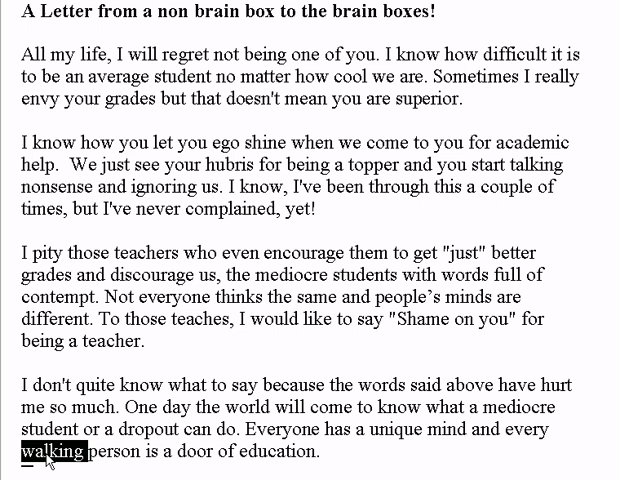 A Letter from a non brain box to the brain boxes!
All my life, I will regret not being one of you. I know how difficult it is
to be an average student no matter how cool we are. Sometimes I really
envy your grades but that doesn't mean you are superior.
I know how you let you ego shine when we come to you for academic
help.  We just see your hubris for being a topper and you start talking
nonsense and ignoring us. I know, I've been through this a couple of
times, but I've never complained, yet!
I pity those teachers who even encourage them to get "just" better
grades and discourage us, the mediocre students with words full of
contempt. Not everyone thinks the same and people’s minds are
different. To those teaches, I would like to say "Shame on you" for
being a teacher.
I don't quite know what to say because the words said above have hurt
me so much. One day the world will come to know what a mediocre
student or a dropout can do. Everyone has a unique mind and every
walking person is a door of education.